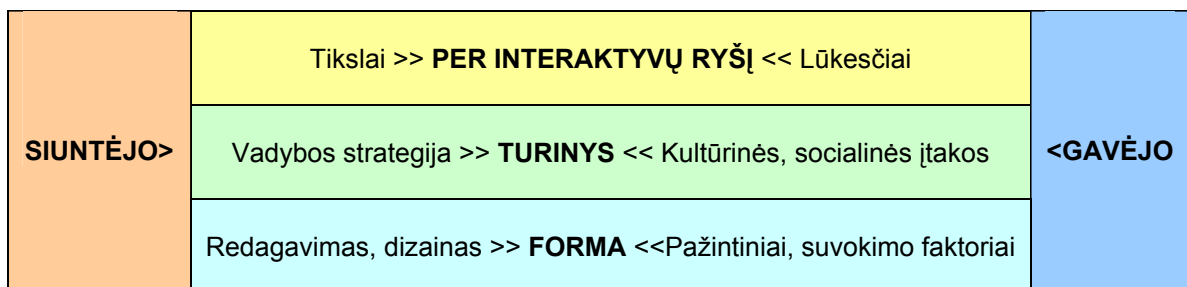 Tikslai >> PER INTERAKTYVŲ RYŠĮ << Lūkesčiai
SIUNTĖJO>
Vadybos strategija >> TURINYS << Kultūrinės, socialinės įtakos
<GAVĖJO
Redagavimas, dizainas >> FORMA <<Pažintiniai, suvokimo faktoriai